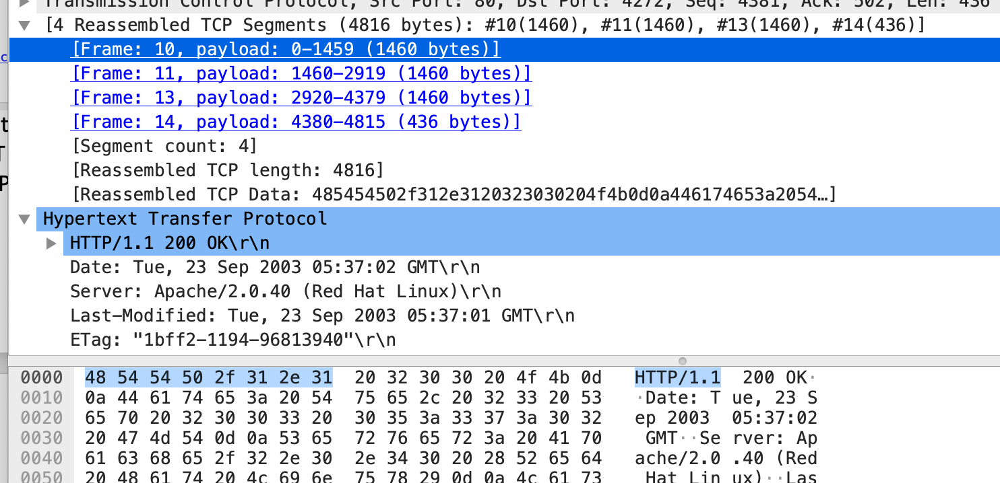 Transmission Control Protocol, Src Port: 80, Dst Port: 4272, Seq: 4381, Ack: 502, Len: 436
[4 Reassembled TCP Segments (4816 bytes): #10(1460), #11(1460), #13(1460), #14(436)]
[Frame: 10, payload: 0-1459 (1460 bytes)]
[Frame: 11, payload: 1460-2919 (1460 bytes)]
[Frame: 13, payload: 2920-4379 (1460 bytes)]
[Frame: 14, payload: 4380-4815 (436 bytes)]
[Segment count: 4]
[Reassembled TCP length: 4816]
[Reassembled TCP Data: 485454502f312e3120323030204f4b0d0a446174653a2054…]
Hypertext Transfer Protocol
HTTP/1.1 200 OK\r\n
Date: Tue, 23 Sep 2003 05:37:02 GMT\r\n
Server: Apache/2.0.40 (Red Hat Linux)\r\n
Last-Modified: Tue, 23 Sep 2003 05:37:01 GMT\r\n
ETag: "1bff2-1194-96813940"\r\n
0000 48 54 54 50 2f 31 2e 31 20 32 30 30 20 4f 4b 0d HTTP/1.1 200 OK·
0010 0a 44 61 74 65 3a 20 54 75 65 2c 20 32 33 20 53 ·Date: T ue, 23 S
0020 65 70 20 32 30 30 33 20 30 35 3a 33 37 3a 30 32 ep 2003 05:37:02
0030 20 47 4d 54 0d 0a 53 65 72 76 65 72 3a 20 41 70 GMT··Se rver: Ap
0040 61 63 68 65 2f 32 2e 30 2e 34 30 20 28 52 65 64 ache/2.0 .40 (Red
0050 20 48 61 74 20 4c 69 6e 75 78 29 0d 0a 4c 61 73 Hat Lin ux)··Las